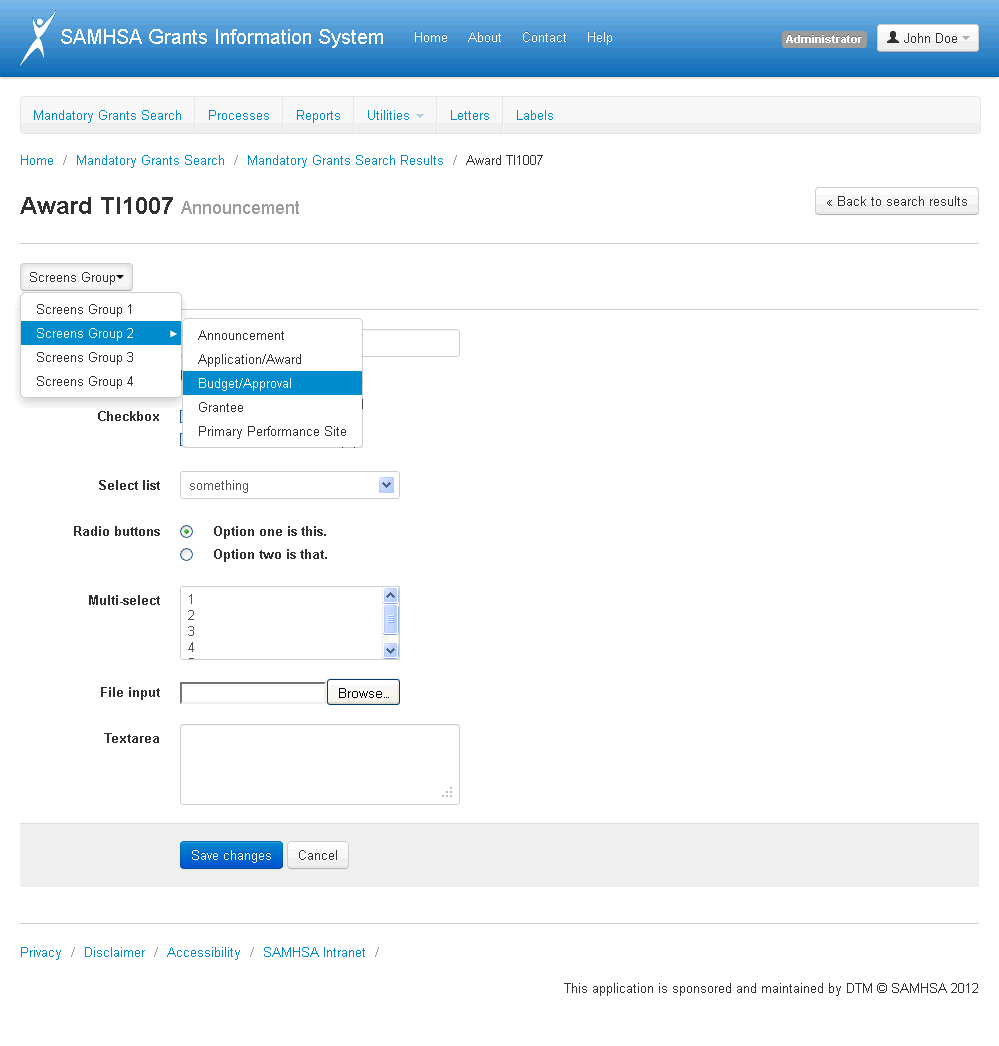 SAMHSA Grants Information System Home About Contact Help Administrator John Doe
Mandatory Grants Search Processes Reports Utilities Letters Labels
Home / Mandatory Grants Search / Mandatory Grants Search Results / Award TI1007
Award TI1007 Announcement « Back to search results
Screens Group
Screens Group 1
Screens Group 2
Screens Group 3
Screens Group 4
Announcement
Application/Award
Budget/Approval
Grantee
Primary Performance Site
Checkbox
Select list something
Radio buttons Option one is this.
Option two is that.
Multi-select 1
2
3
4
File input Browse...
Textarea
Save changes Cancel
Privacy / Disclaimer / Accessibility / SAMHSA Intranet /
This application is sponsored and maintained by DTM © SAMHSA 2012